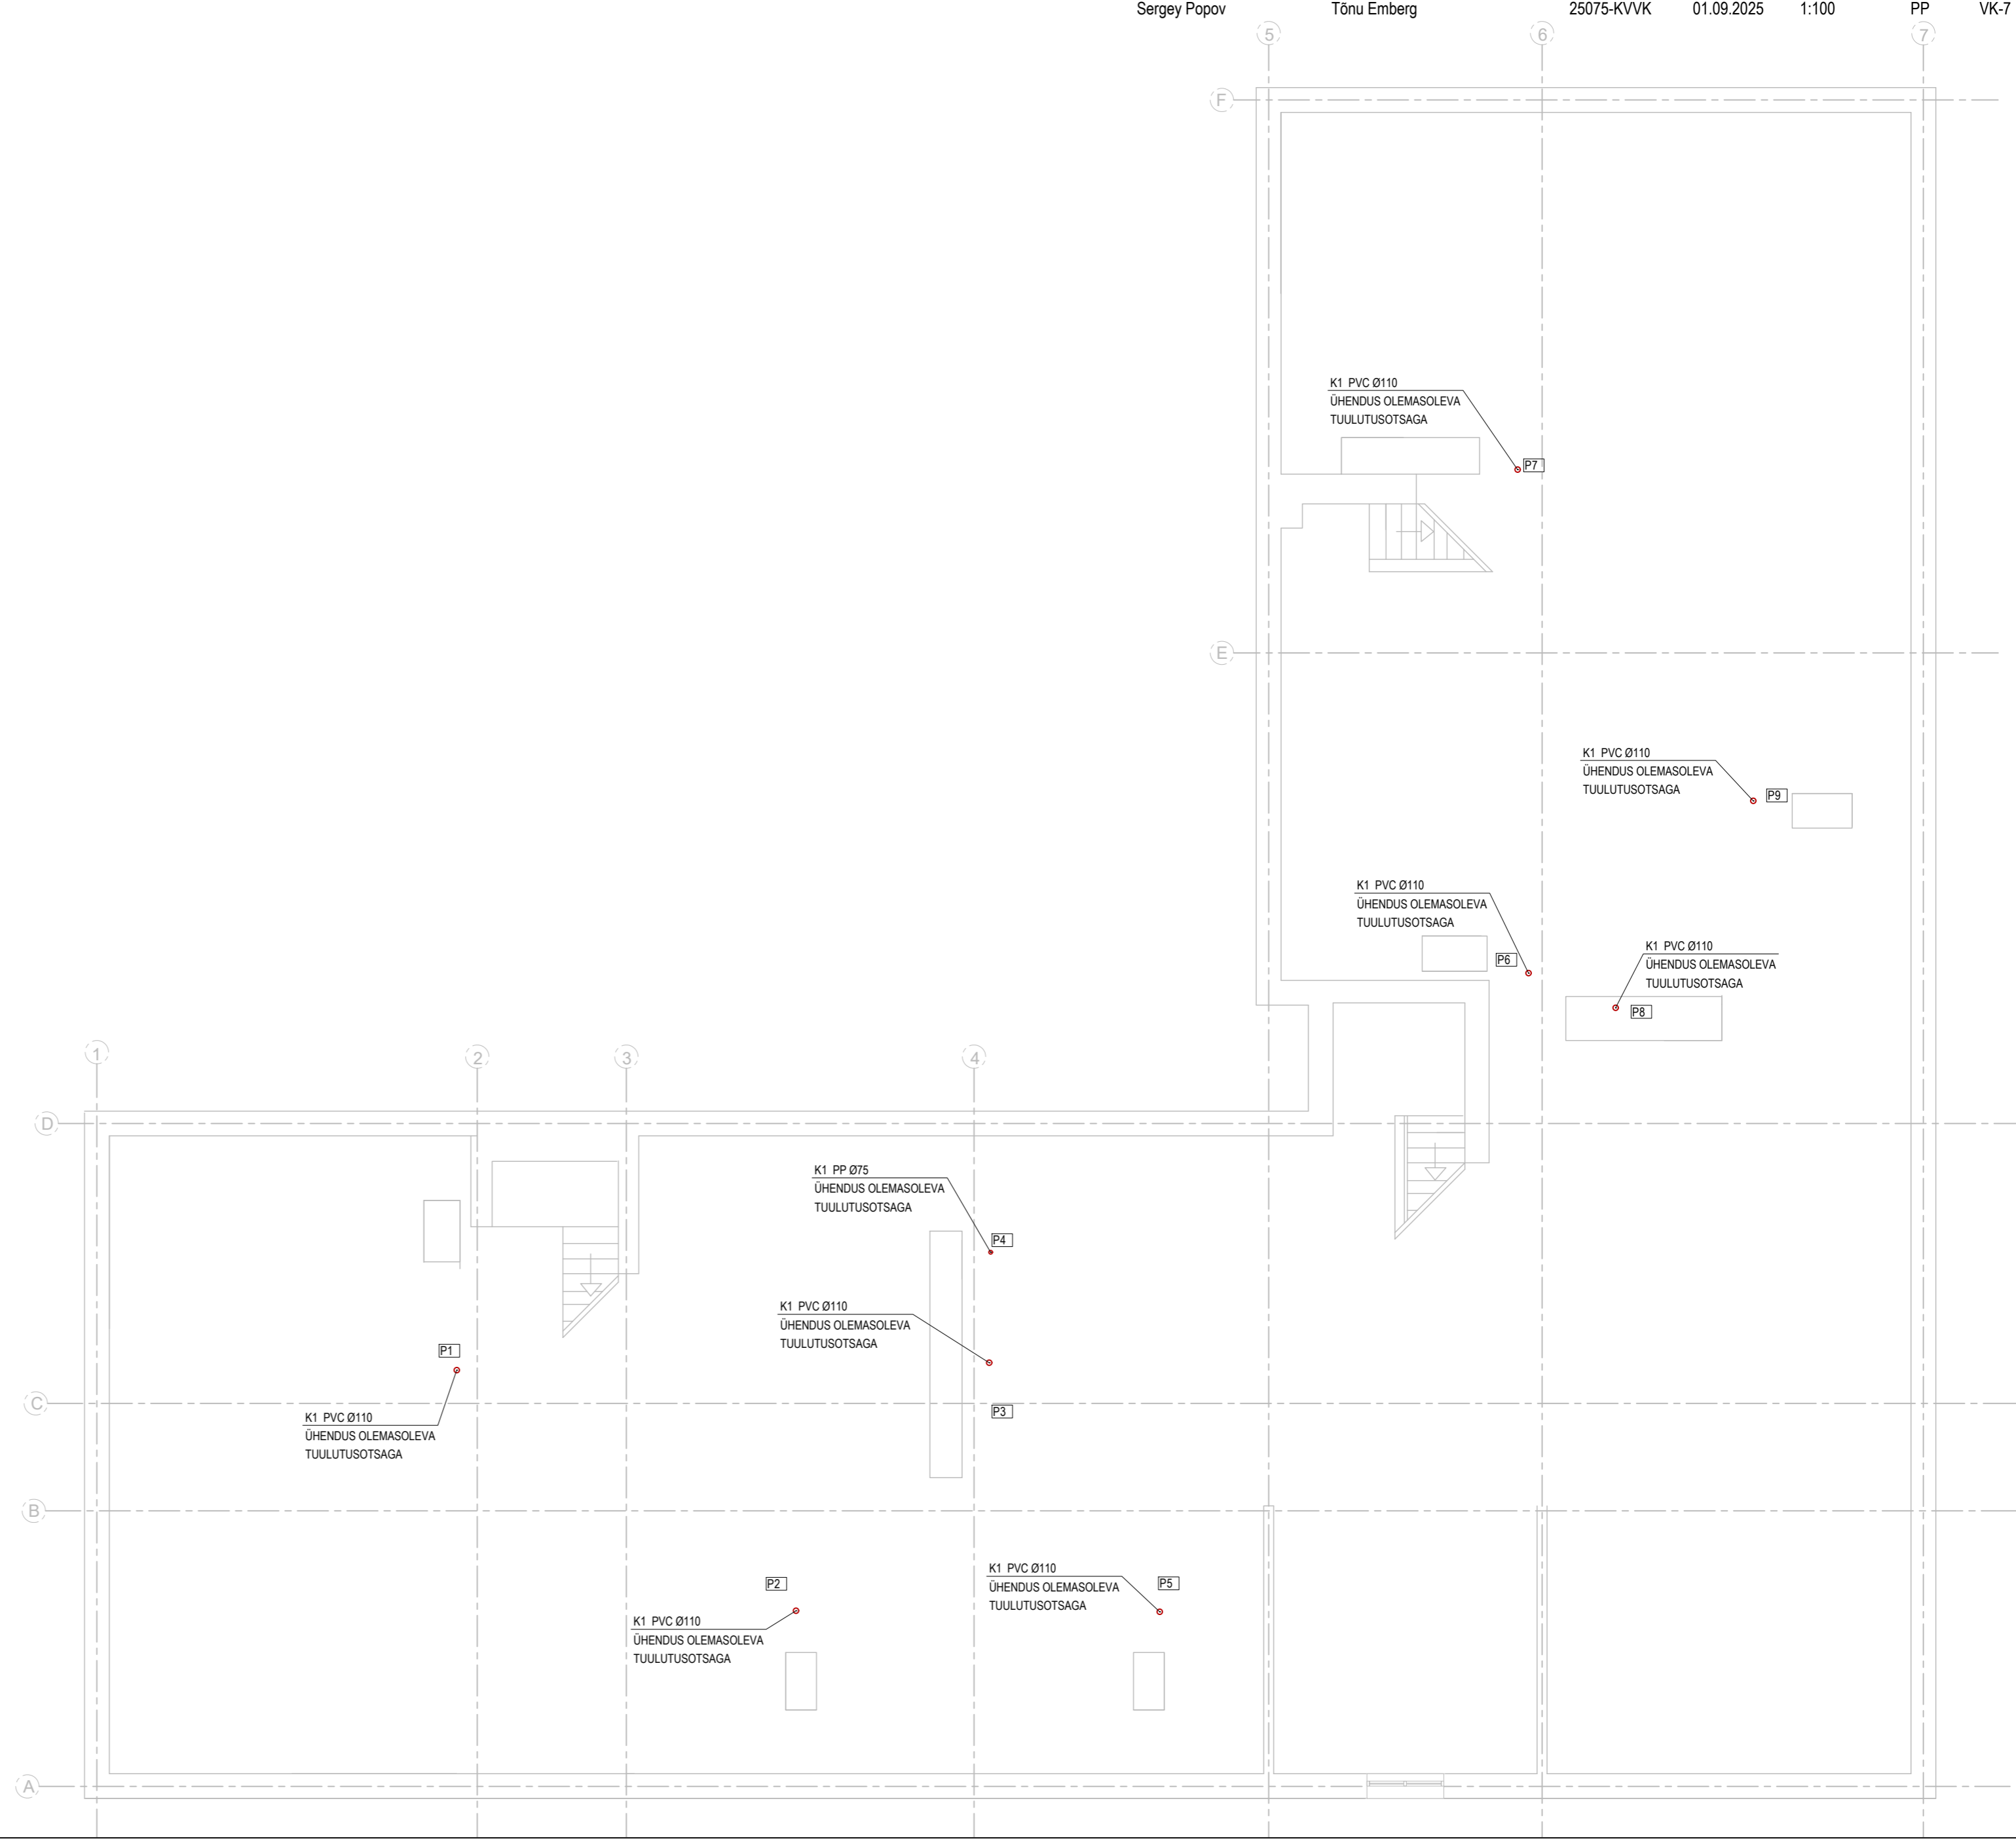 Sergey Popov Tõnu Emberg 25075-KVVK 01.09.2025 1:100 PP VK-7
5 6 7
F
K1 PVC Ø110
ÜHENDUS OLEMASOLEVA
TUULUTUSOTSAGA
P7
E
K1 PVC Ø110
ÜHENDUS OLEMASOLEVA
TUULUTUSOTSAGA
P9
K1 PVC Ø110
ÜHENDUS OLEMASOLEVA
TUULUTUSOTSAGA
P6
K1 PVC Ø110
ÜHENDUS OLEMASOLEVA
TUULUTUSOTSAGA
P8
1 2 3 4
D
K1 PP Ø75
ÜHENDUS OLEMASOLEVA
TUULUTUSOTSAGA
P4
K1 PVC Ø110
ÜHENDUS OLEMASOLEVA
TUULUTUSOTSAGA
P3
P1
C
K1 PVC Ø110
ÜHENDUS OLEMASOLEVA
TUULUTUSOTSAGA
B
P2
K1 PVC Ø110
ÜHENDUS OLEMASOLEVA
TUULUTUSOTSAGA
K1 PVC Ø110
ÜHENDUS OLEMASOLEVA
TUULUTUSOTSAGA
P5
A